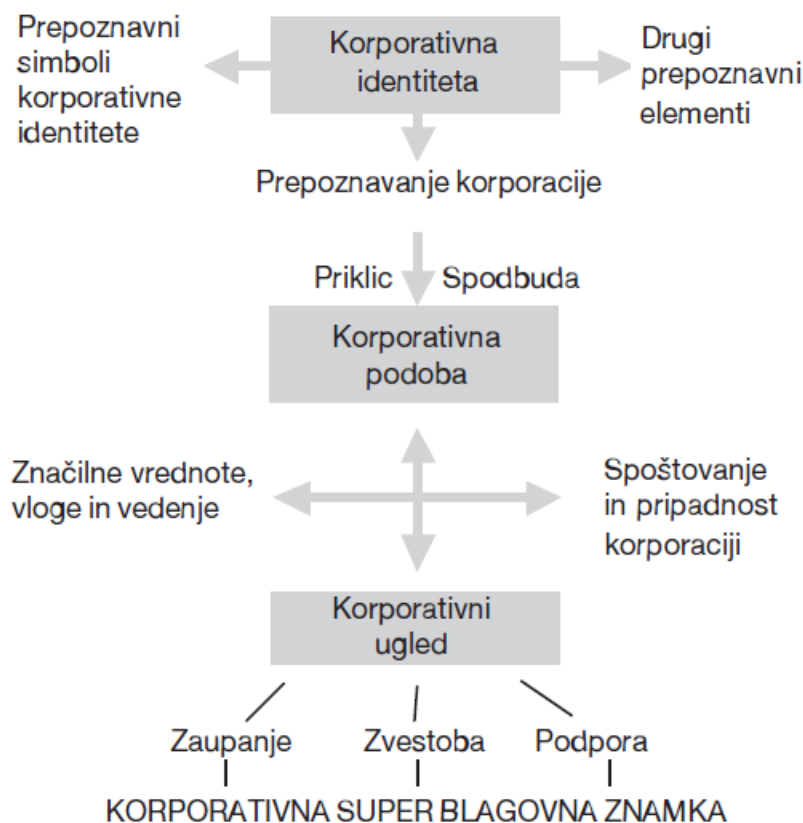 Prepoznavni
simboli
korporativne
identitete
Korporativna
identiteta
Drugi
prepoznavni
elementi
Prepoznavanje korporacije
Priklic
Spodbuda
Korporativna
podoba
Značilne vrednote,
vloge in vedenje
Spoštovanje
in pripadnost
korporaciji
Korporativni
ugled
Zaupanje
Zvestoba
Podpora
KORPORATIVNA SUPER BLAGOVNA ZNAMKA